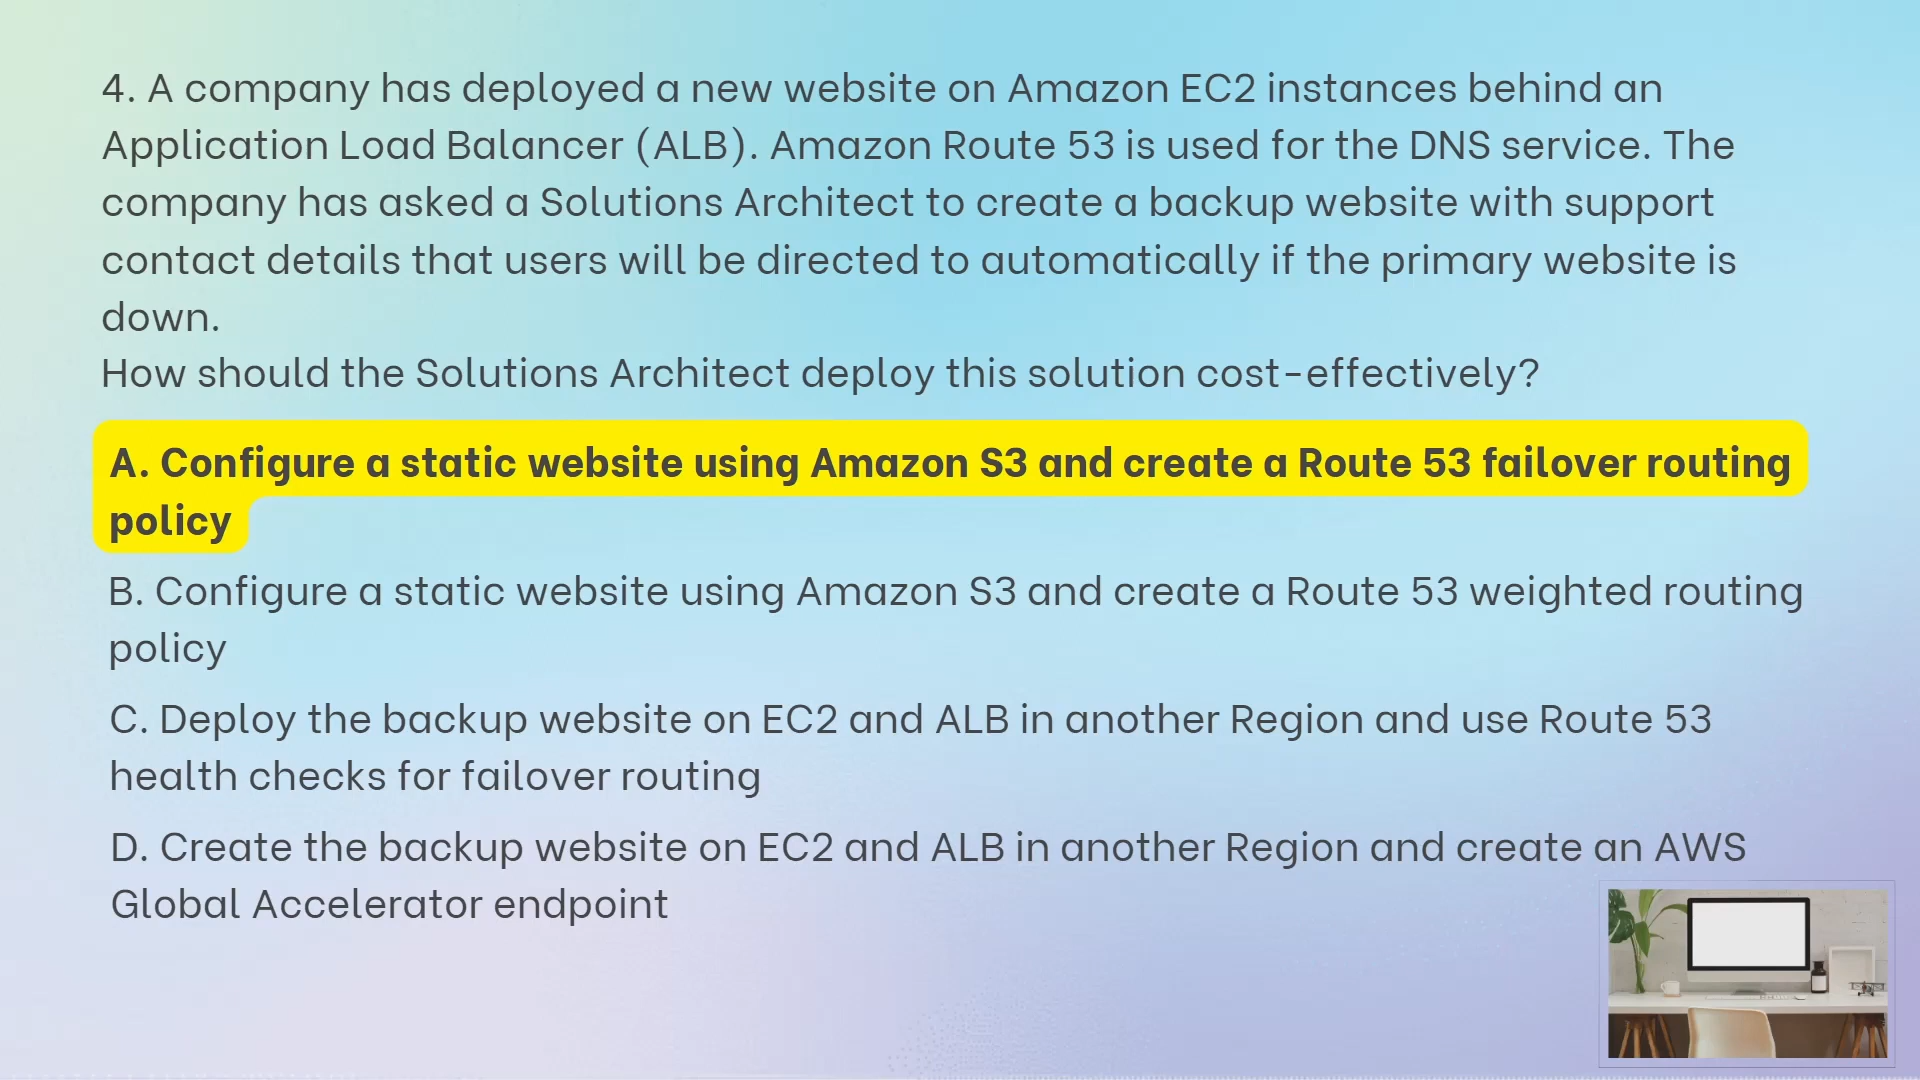 4. A company has deployed a new website on Amazon EC2 instances behind an
Application Load Balancer (ALB). Amazon Route 53 is used for the DNS service. The
company has asked a Solutions Architect to create a backup website with support
contact details that users will be directed to automatically if the primary website is
down.
How should the Solutions Architect deploy this solution cost-effectively?
A. Configure a static website using Amazon S3 and create a Route 53 failover routing
policy
B. Configure a static website using Amazon S3 and create a Route 53 weighted routing
policy
C. Deploy the backup website on EC2 and ALB in another Region and use Route 53
health checks for failover routing
D. Create the backup website on EC2 and ALB in another Region and create an AWS
Global Accelerator endpoint